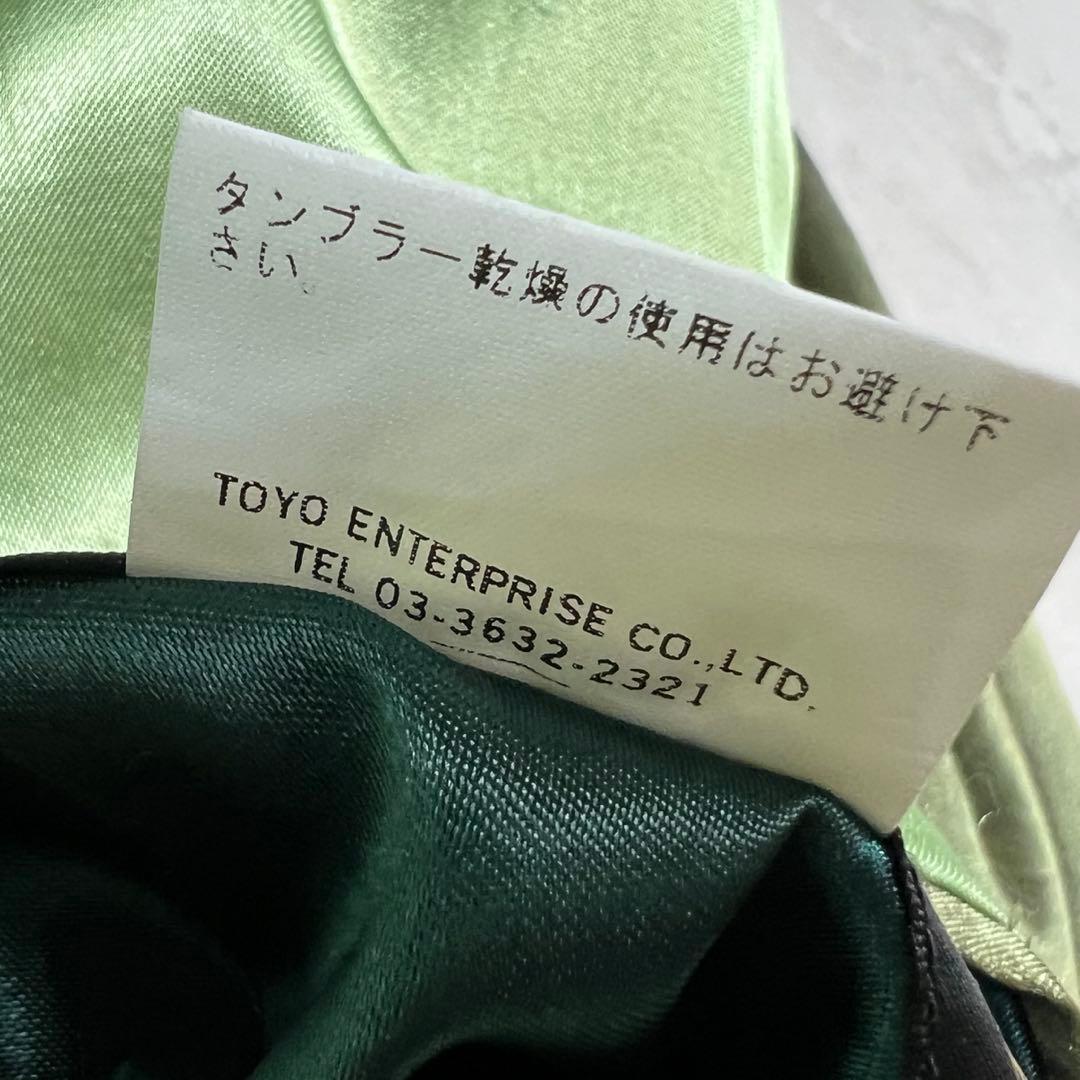 タンブラー乾燥の使用はお避け下
さい、
TOYO ENTERPRISE CO.,LTD.
TEL 03-3632-2321